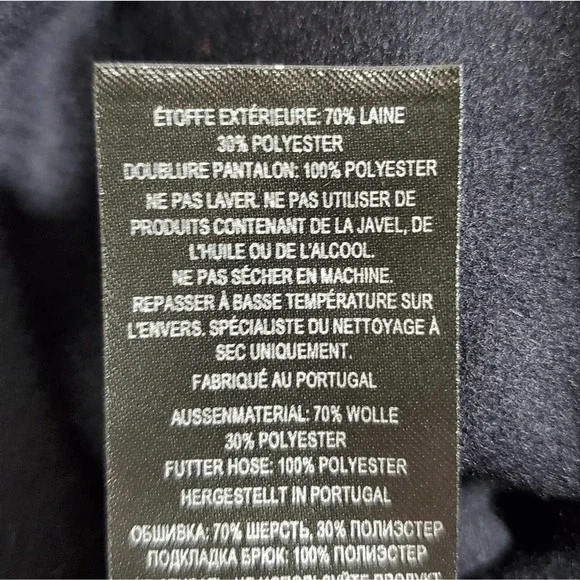 ÉTOFFE EXTÉRIEURE: 70% LAINE
30% POLYESTER
DOUBLURE PANTALON: 100% POLYESTER
NE PAS LAVER. NE PAS UTILISER DE
PRODUITS CONTENANT DE LA JAVEL, DE
L'HUILE OU DE L'ALCOOL.
NE PAS SÉCHER EN MACHINE.
REPASSER À BASSE TEMPÉRATURE SUR
L'ENVERS. SPÉCIALISTE DU NETTOYAGE À
SEC UNIQUEMENT.
FABRIQUÉ AU PORTUGAL
AUSSENMATERIAL: 70% WOLLE
30% POLYESTER
FUTTER HOSE: 100% POLYESTER
HERGESTELLT IN PORTUGAL
ОБШИВКА: 70% ШЕРСТЬ, 30% ПОЛИЭСТЕР
ПОДКЛАДКА БРЮК: 100% ПОЛИЭСТЕР